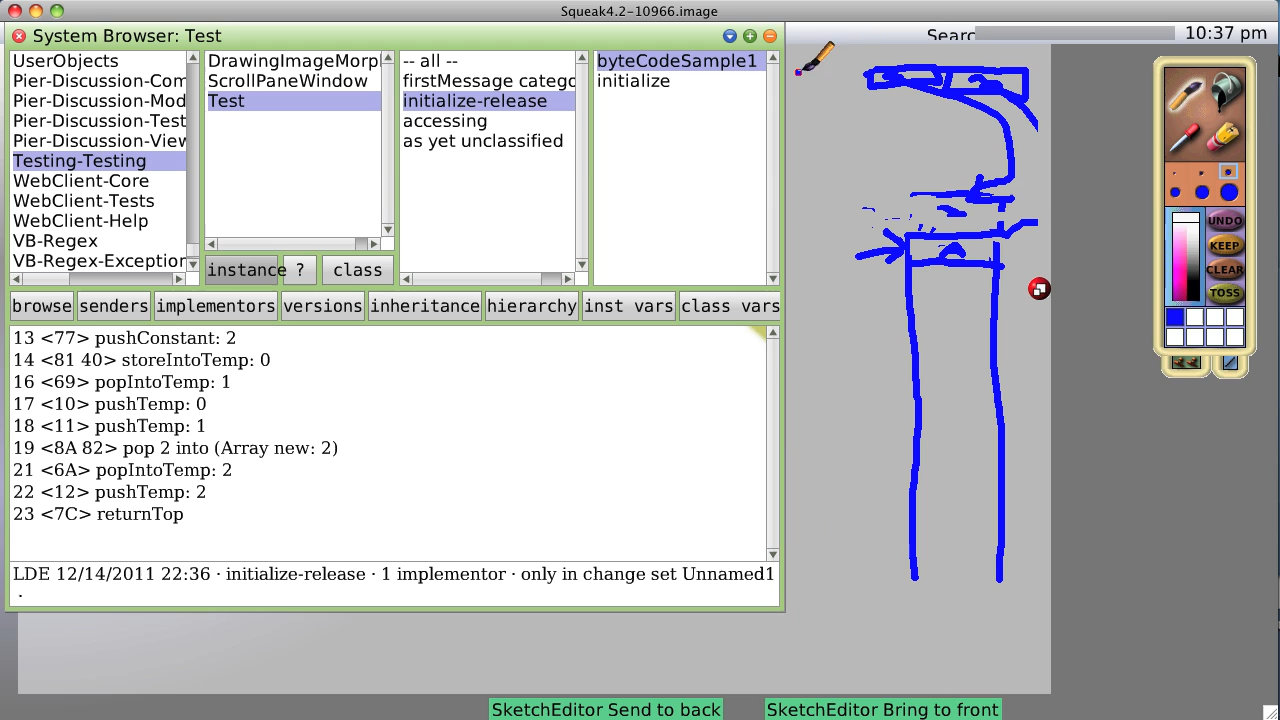 Squeak4.2-10966.image
System Browser: Test
Searc
10:37 pm
UserObjects
Pier-Discussion-Com
Pier-Discussion-Mod
Pier-Discussion-Test
Pier-Discussion-View
Testing-Testing
WebClient-Core
WebClient-Tests
WebClient-Help
VB-Regex
VB-Regex-Exception
DrawingImageMorph
ScrollPaneWindow
Test
instance ? class
-- all --
firstMessage catego
initialize-release
accessing
as yet unclassified
byteCodeSample1
initialize
browse senders implementors versions inheritance hierarchy inst vars class vars
13 <77> pushConstant: 2
14 <81 40> storeIntoTemp: 0
16 <69> popIntoTemp: 1
17 <10> pushTemp: 0
18 <11> pushTemp: 1
19 <8A 82> pop 2 into (Array new: 2)
21 <6A> popIntoTemp: 2
22 <12> pushTemp: 2
23 <7C> returnTop
LDE 12/14/2011 22:36 · initialize-release · 1 implementor · only in change set Unnamed1
.
UNDO
KEEP
CLEAR
TOSS
SketchEditor Send to back
SketchEditor Bring to front